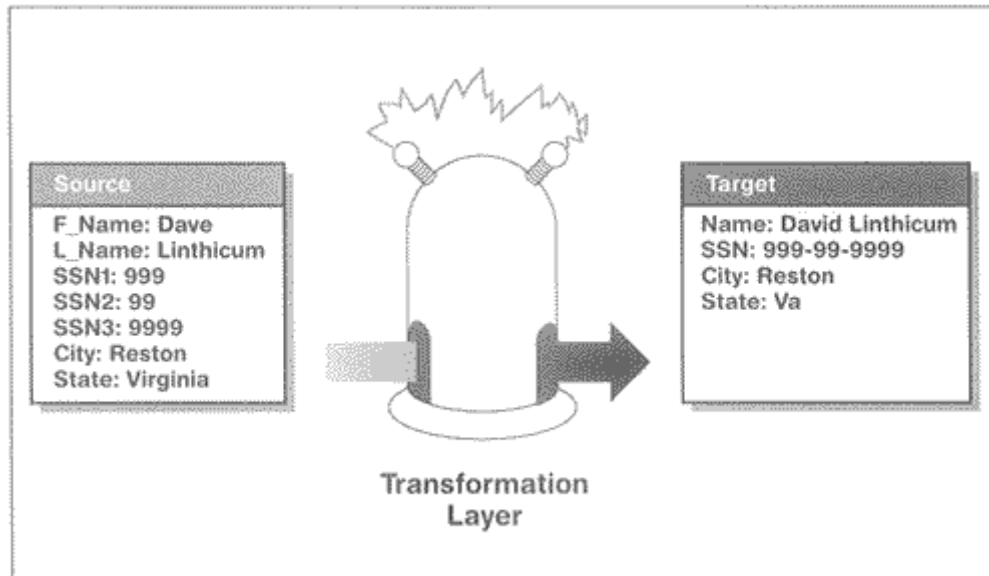 Source
F_Name: Dave
L_Name: Linthicum
SSN1: 999
SSN2: 99
SSN3: 9999
City: Reston
State: Virginia
Transformation
Layer
Target
Name: David Linthicum
SSN: 999-99-9999
City: Reston
State: Va